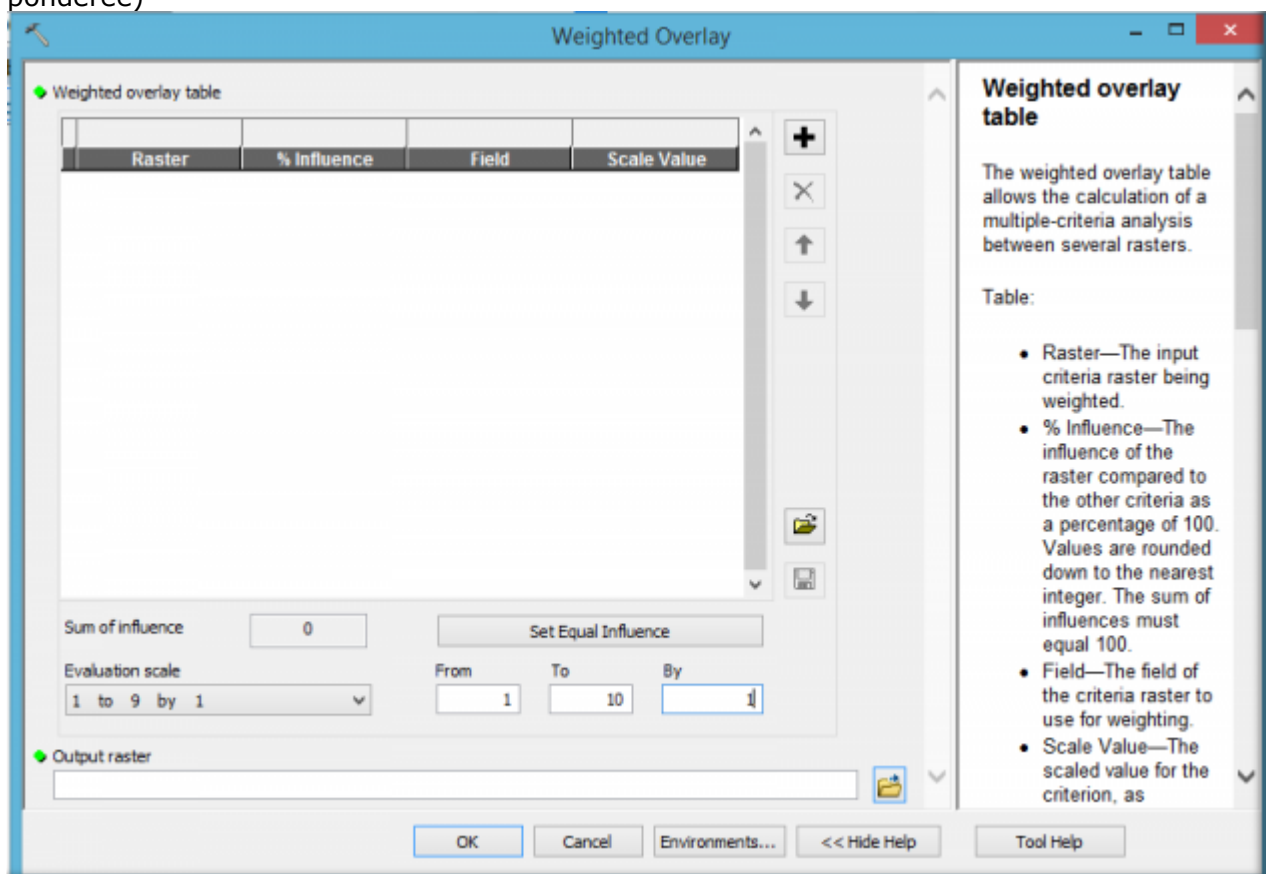 ponderee)
Weighted Overlay
Weighted overlay table
Raster % Influence Field Scale Value
Sum of influence 0 Set Equal Influence
Evaluation scale From To By
1 to 9 by 1 1 10 1
Output raster
OK Cancel Environments... << Hide Help Tool Help
Weighted overlay
table
The weighted overlay table
allows the calculation of a
multiple-criteria analysis
between several rasters.
Table:
• Raster—The input
criteria raster being
weighted.
• % Influence—The
influence of the
raster compared to
the other criteria as
a percentage of 100.
Values are rounded
down to the nearest
integer. The sum of
influences must
equal 100.
• Field—The field of
the criteria raster to
use for weighting.
• Scale Value—The
scaled value for the
criterion, as